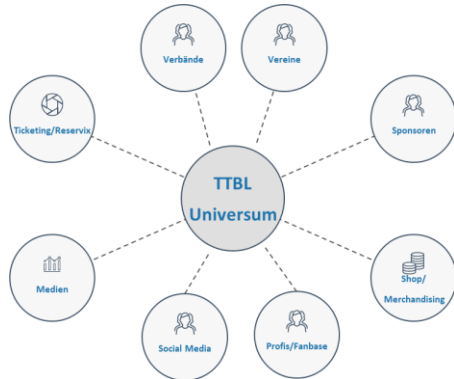 Verbände
Vereine
Ticketing/Reservix
Sponsoren
TTBL
Universum
Medien
Shop/
Merchandising
Social Media
Profis/Fanbase